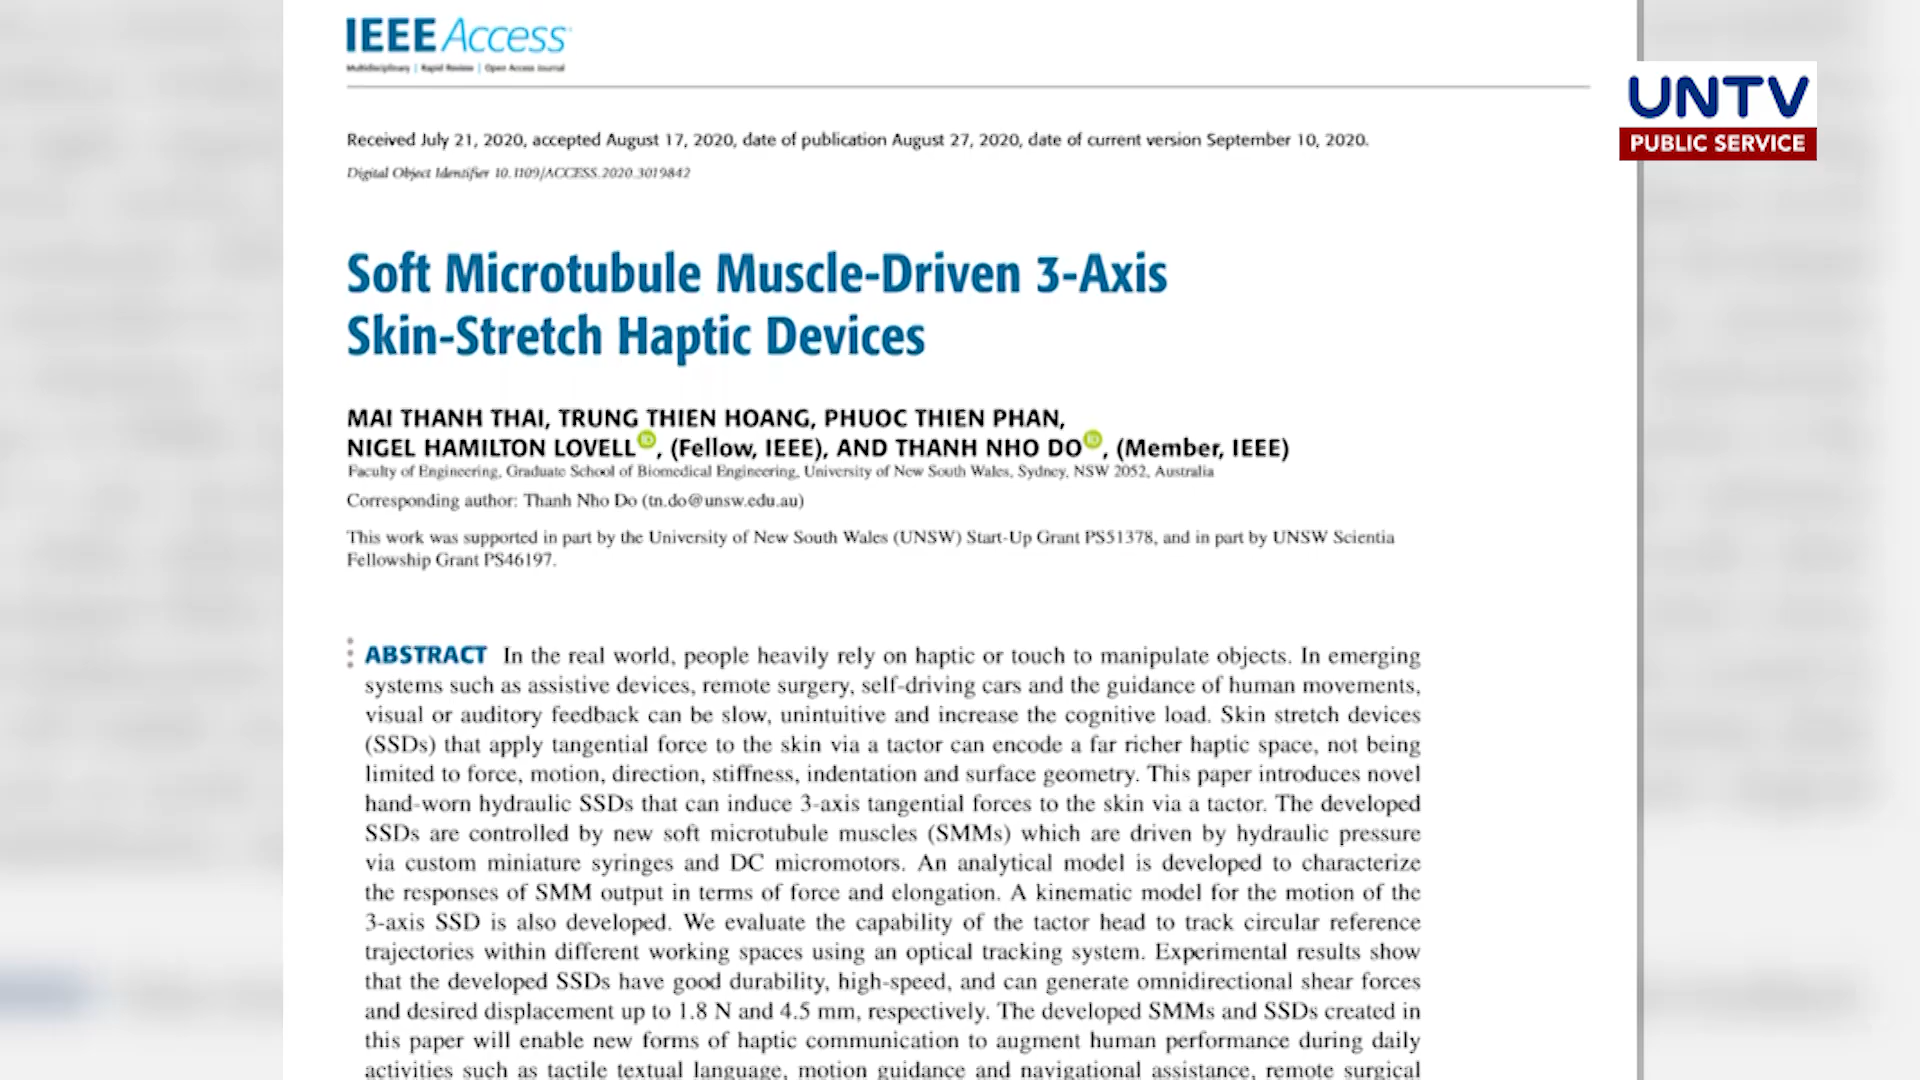 IEEE Access
Multidisciplinary | Rapid Review | Open Access Journal
UNTV
PUBLIC SERVICE
Received July 21, 2020, accepted August 17, 2020, date of publication August 27, 2020, date of current version September 10, 2020.
Digital Object Identifier 10.1109/ACCESS.2020.3019842
Soft Microtubule Muscle-Driven 3-Axis
Skin-Stretch Haptic Devices
MAI THANH THAI, TRUNG THIEN HOANG, PHUOC THIEN PHAN,
NIGEL HAMILTON LOVELL iD, (Fellow, IEEE), AND THANH NHO DO iD, (Member, IEEE)
Faculty of Engineering, Graduate School of Biomedical Engineering, University of New South Wales, Sydney, NSW 2052, Australia
Corresponding author: Thanh Nho Do (tn.do@unsw.edu.au)
This work was supported in part by the University of New South Wales (UNSW) Start-Up Grant PS51378, and in part by UNSW Scientia
Fellowship Grant PS46197.
ABSTRACT In the real world, people heavily rely on haptic or touch to manipulate objects. In emerging
systems such as assistive devices, remote surgery, self-driving cars and the guidance of human movements,
visual or auditory feedback can be slow, unintuitive and increase the cognitive load. Skin stretch devices
(SSDs) that apply tangential force to the skin via a tactor can encode a far richer haptic space, not being
limited to force, motion, direction, stiffness, indentation and surface geometry. This paper introduces novel
hand-worn hydraulic SSDs that can induce 3-axis tangential forces to the skin via a tactor. The developed
SSDs are controlled by new soft microtubule muscles (SMMs) which are driven by hydraulic pressure
via custom miniature syringes and DC micromotors. An analytical model is developed to characterize
the responses of SMM output in terms of force and elongation. A kinematic model for the motion of the
3-axis SSD is also developed. We evaluate the capability of the tactor head to track circular reference
trajectories within different working spaces using an optical tracking system. Experimental results show
that the developed SSDs have good durability, high-speed, and can generate omnidirectional shear forces
and desired displacement up to 1.8 N and 4.5 mm, respectively. The developed SMMs and SSDs created in
this paper will enable new forms of haptic communication to augment human performance during daily
activities such as tactile textual language, motion guidance and navigational assistance, remote surgical